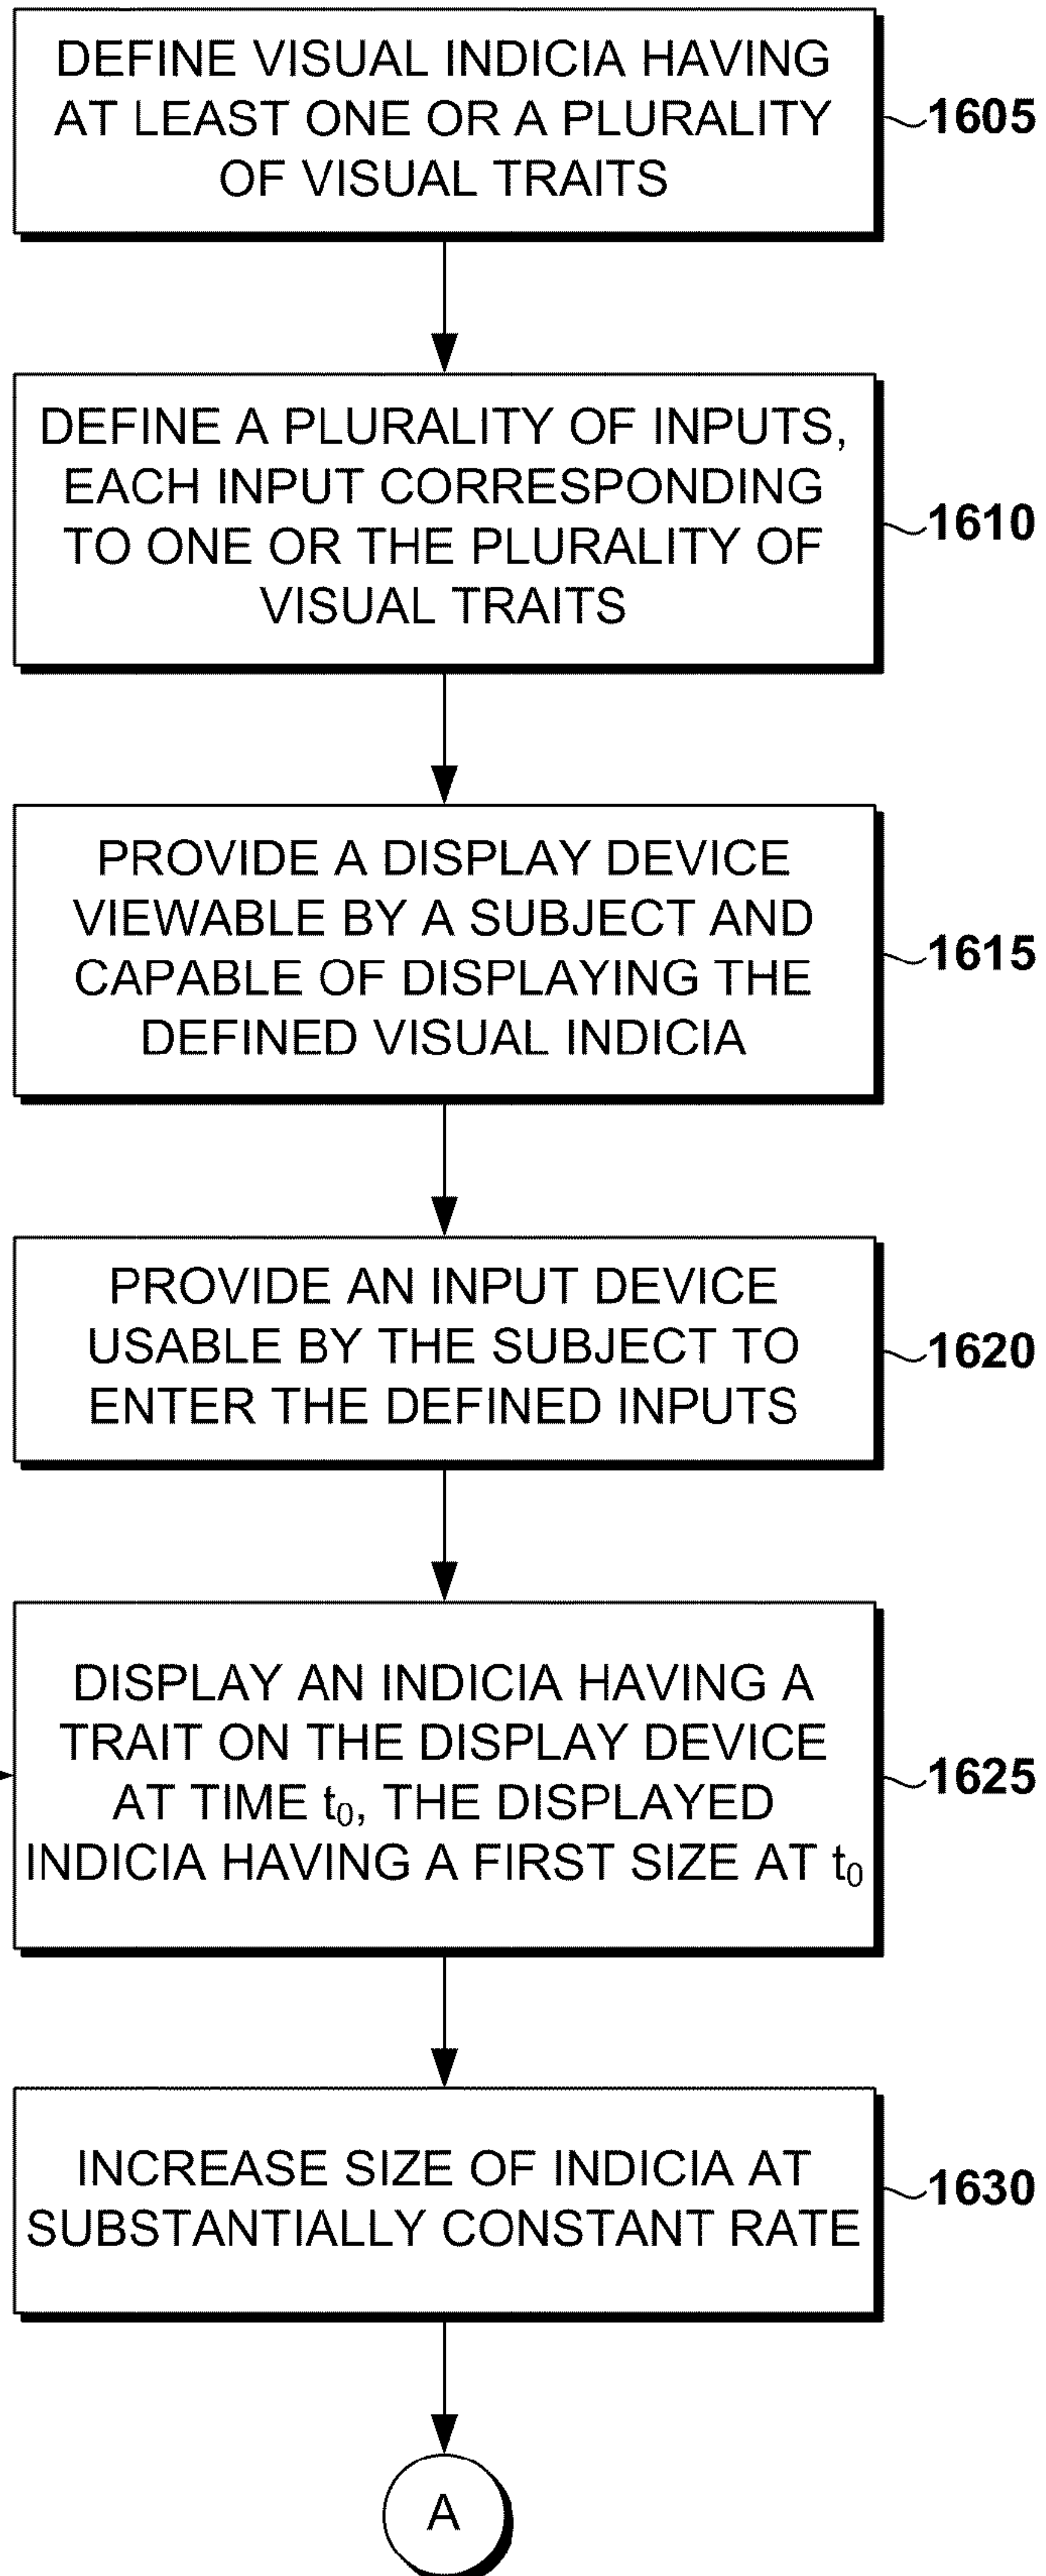 DEFINE VISUAL INDICIA HAVING
AT LEAST ONE OR A PLURALITY
OF VISUAL TRAITS
1605
DEFINE A PLURALITY OF INPUTS,
EACH INPUT CORRESPONDING
TO ONE OR THE PLURALITY OF
VISUAL TRAITS
1610
PROVIDE A DISPLAY DEVICE
VIEWABLE BY A SUBJECT AND
CAPABLE OF DISPLAYING THE
DEFINED VISUAL INDICIA
1615
PROVIDE AN INPUT DEVICE
USABLE BY THE SUBJECT TO
ENTER THE DEFINED INPUTS
1620
DISPLAY AN INDICIA HAVING A
TRAIT ON THE DISPLAY DEVICE
AT TIME t₀, THE DISPLAYED
INDICIA HAVING A FIRST SIZE AT t₀
1625
INCREASE SIZE OF INDICIA AT
SUBSTANTIALLY CONSTANT RATE
1630
A